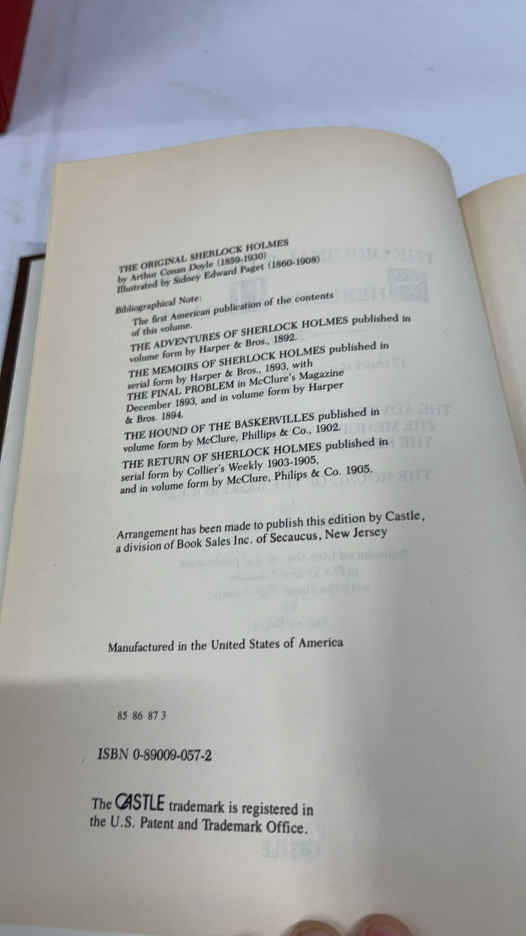 THE ORIGINAL SHERLOCK HOLMES
by Arthur Conan Doyle (1859-1930)
Illustrated by Sidney Edward Paget (1860-1908)
Bibliographical Note:
The first American publication of the contents
of this volume.
THE ADVENTURES OF SHERLOCK HOLMES published in
volume form by Harper & Bros., 1892.
THE MEMOIRS OF SHERLOCK HOLMES published in
serial form by Harper & Bros., 1893, with
THE FINAL PROBLEM in McClure's Magazine
December 1893, and in volume form by Harper
& Bros. 1894.
THE HOUND OF THE BASKERVILLES published in
volume form by McClure, Phillips & Co., 1902.
THE RETURN OF SHERLOCK HOLMES published in
serial form by Collier's Weekly 1903-1905,
and in volume form by McClure, Philips & Co. 1905.
Arrangement has been made to publish this edition by Castle,
a division of Book Sales Inc. of Secaucus, New Jersey
Manufactured in the United States of America
85 86 87 3
ISBN 0-89009-057-2
The CASTLE trademark is registered in
the U.S. Patent and Trademark Office.